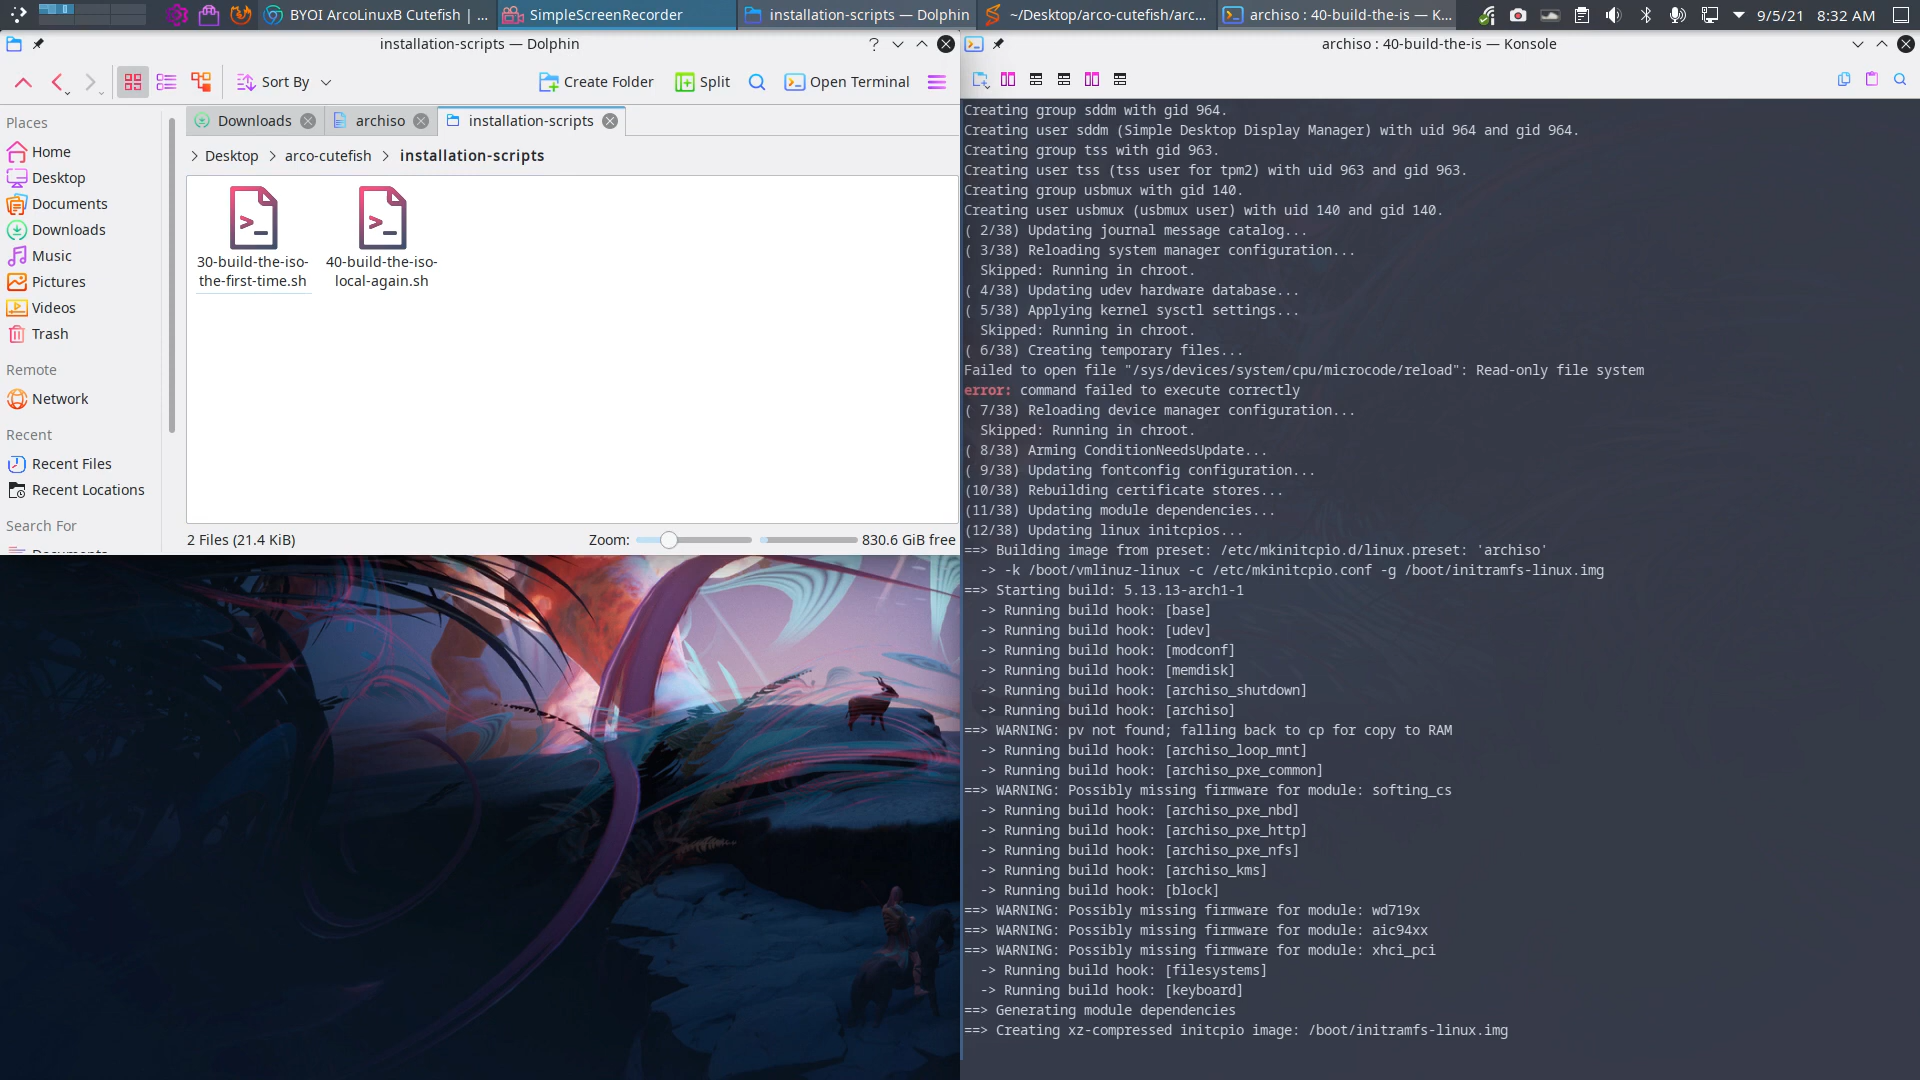 BYOI ArcoLinuxB Cutefish | ...
SimpleScreenRecorder
installation-scripts — Dolphin
~/Desktop/arco-cutefish/arc...
archiso : 40-build-the-is — K...
9/5/21
8:32 AM
installation-scripts — Dolphin
Sort By
Create Folder
Split
Open Terminal
Places
Home
Desktop
Documents
Downloads
Music
Pictures
Videos
Trash
Remote
Network
Recent
Recent Files
Recent Locations
Search For
Downloads
archiso
installation-scripts
Desktop > arco-cutefish > installation-scripts
30-build-the-iso-
the-first-time.sh
40-build-the-iso-
local-again.sh
2 Files (21.4 KiB)
Zoom:
830.6 GiB free
archiso : 40-build-the-is — Konsole
Creating group sddm with gid 964.
Creating user sddm (Simple Desktop Display Manager) with uid 964 and gid 964.
Creating group tss with gid 963.
Creating user tss (tss user for tpm2) with uid 963 and gid 963.
Creating group usbmux with gid 140.
Creating user usbmux (usbmux user) with uid 140 and gid 140.
( 2/38) Updating journal message catalog...
( 3/38) Reloading system manager configuration...
  Skipped: Running in chroot.
( 4/38) Updating udev hardware database...
( 5/38) Applying kernel sysctl settings...
  Skipped: Running in chroot.
( 6/38) Creating temporary files...
Failed to open file "/sys/devices/system/cpu/microcode/reload": Read-only file system
error: command failed to execute correctly
( 7/38) Reloading device manager configuration...
  Skipped: Running in chroot.
( 8/38) Arming ConditionNeedsUpdate...
( 9/38) Updating fontconfig configuration...
(10/38) Rebuilding certificate stores...
(11/38) Updating module dependencies...
(12/38) Updating linux initcpios...
==> Building image from preset: /etc/mkinitcpio.d/linux.preset: 'archiso'
  -> -k /boot/vmlinuz-linux -c /etc/mkinitcpio.conf -g /boot/initramfs-linux.img
==> Starting build: 5.13.13-arch1-1
  -> Running build hook: [base]
  -> Running build hook: [udev]
  -> Running build hook: [modconf]
  -> Running build hook: [memdisk]
  -> Running build hook: [archiso_shutdown]
  -> Running build hook: [archiso]
==> WARNING: pv not found; falling back to cp for copy to RAM
  -> Running build hook: [archiso_loop_mnt]
  -> Running build hook: [archiso_pxe_common]
==> WARNING: Possibly missing firmware for module: softing_cs
  -> Running build hook: [archiso_pxe_nbd]
  -> Running build hook: [archiso_pxe_http]
  -> Running build hook: [archiso_pxe_nfs]
  -> Running build hook: [archiso_kms]
  -> Running build hook: [block]
==> WARNING: Possibly missing firmware for module: wd719x
==> WARNING: Possibly missing firmware for module: aic94xx
==> WARNING: Possibly missing firmware for module: xhci_pci
  -> Running build hook: [filesystems]
  -> Running build hook: [keyboard]
==> Generating module dependencies
==> Creating xz-compressed initcpio image: /boot/initramfs-linux.img